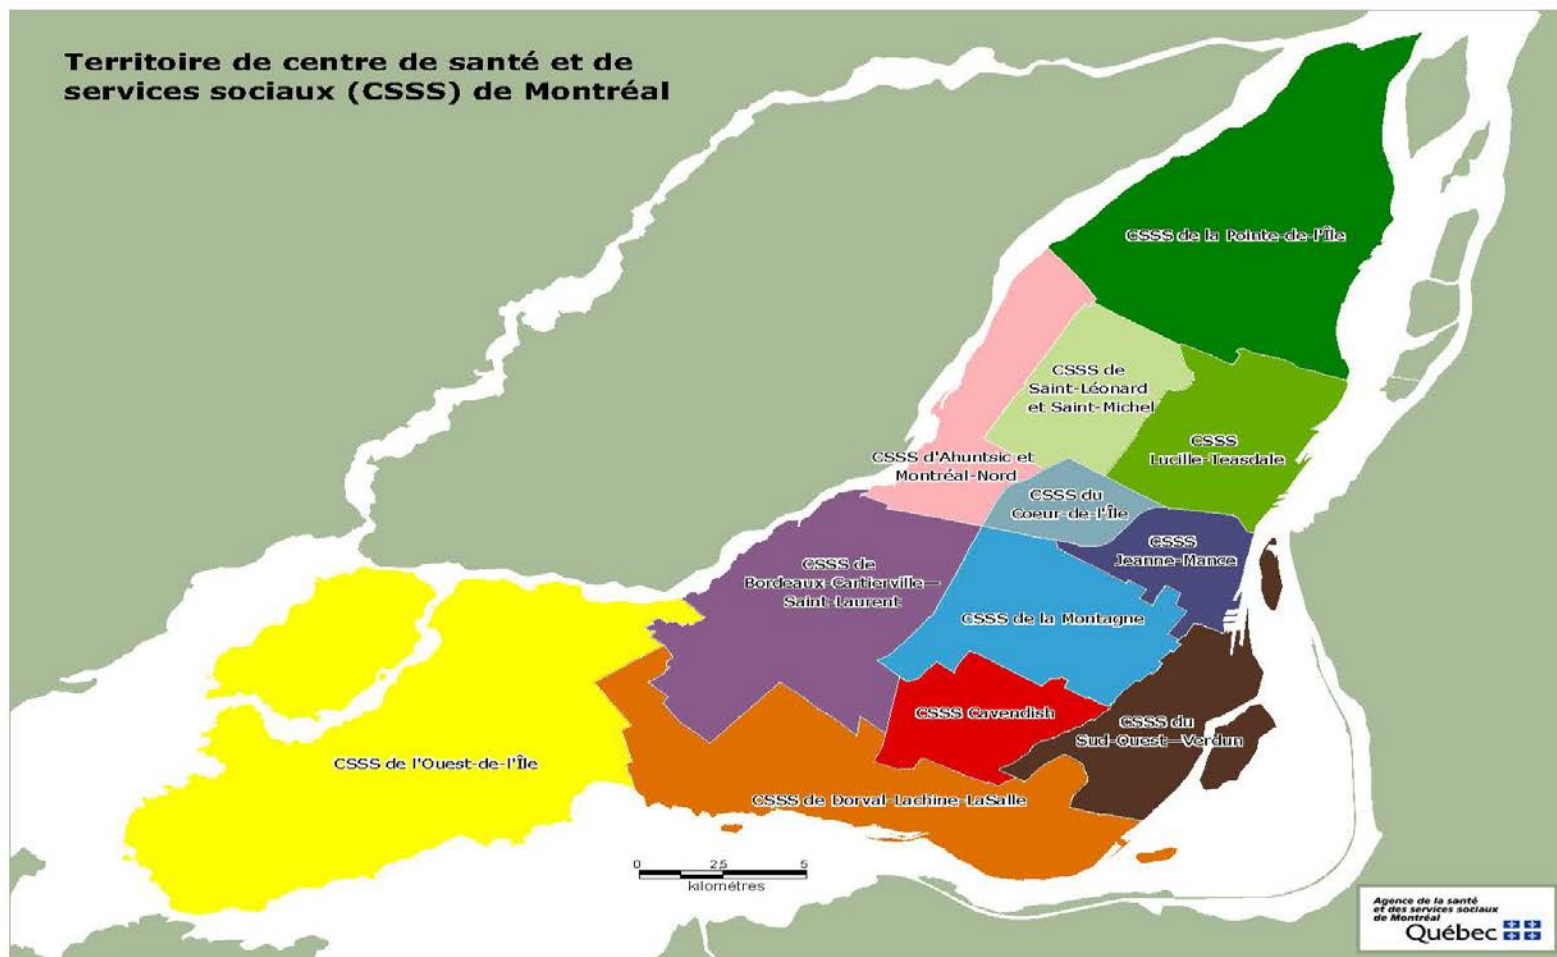 Territoire de centre de santé et de
services sociaux (CSSS) de Montréal
CSSS de la Pointe-de-l'Île
CSSS de
Saint-Léonard
et Saint-Michel
CSSS
Lucille-Teasdale
CSSS d'Ahuntsic et
Montréal-Nord
CSSS du
Coeur-de-l'Île
CSSS
Jeanne-Mance
CSSS de
Bordeaux-Cartierville—
Saint-Laurent
CSSS de la Montagne
CSSS Cavendish
CSSS du
Sud-Ouest—Verdun
CSSS de l'Ouest-de-l'Île
CSSS de Dorval-Lachine-LaSalle
0 2,5 5
kilométres
Agence de la santé
et des services sociaux
de Montréal
Québec